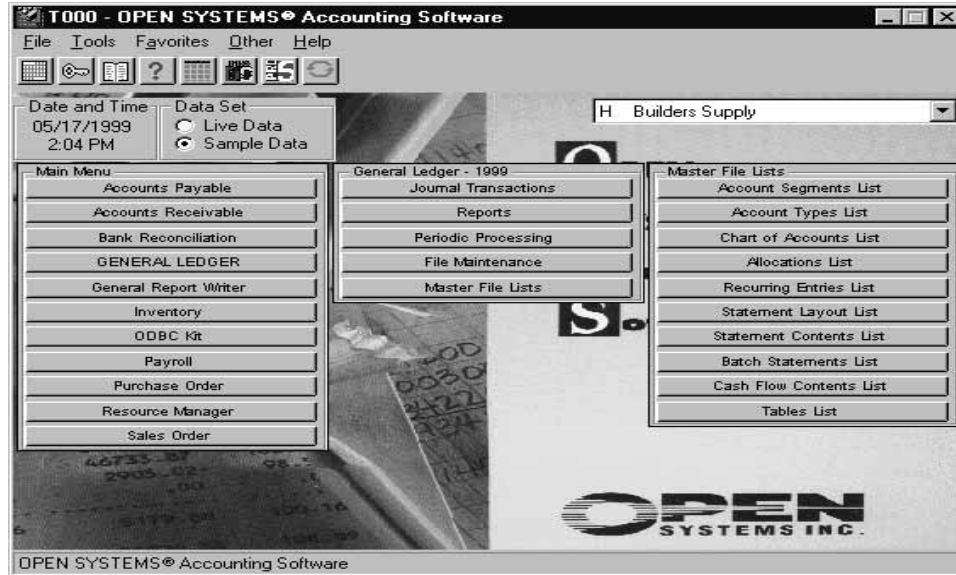 T000 - OPEN SYSTEMS® Accounting Software
File Tools Favorites Other Help
Date and Time
05/17/1999
2:04 PM
Data Set
Live Data
Sample Data
H Builders Supply
Main Menu
Accounts Payable
Accounts Receivable
Bank Reconciliation
GENERAL LEDGER
General Report Writer
Inventory
ODBC Kit
Payroll
Purchase Order
Resource Manager
Sales Order
General Ledger - 1999
Journal Transactions
Reports
Periodic Processing
File Maintenance
Master File Lists
Master File Lists
Account Segments List
Account Types List
Chart of Accounts List
Allocations List
Recurring Entries List
Statement Layout List
Statement Contents List
Batch Statements List
Cash Flow Contents List
Tables List
OPEN
SYSTEMS INC.
OPEN SYSTEMS® Accounting Software